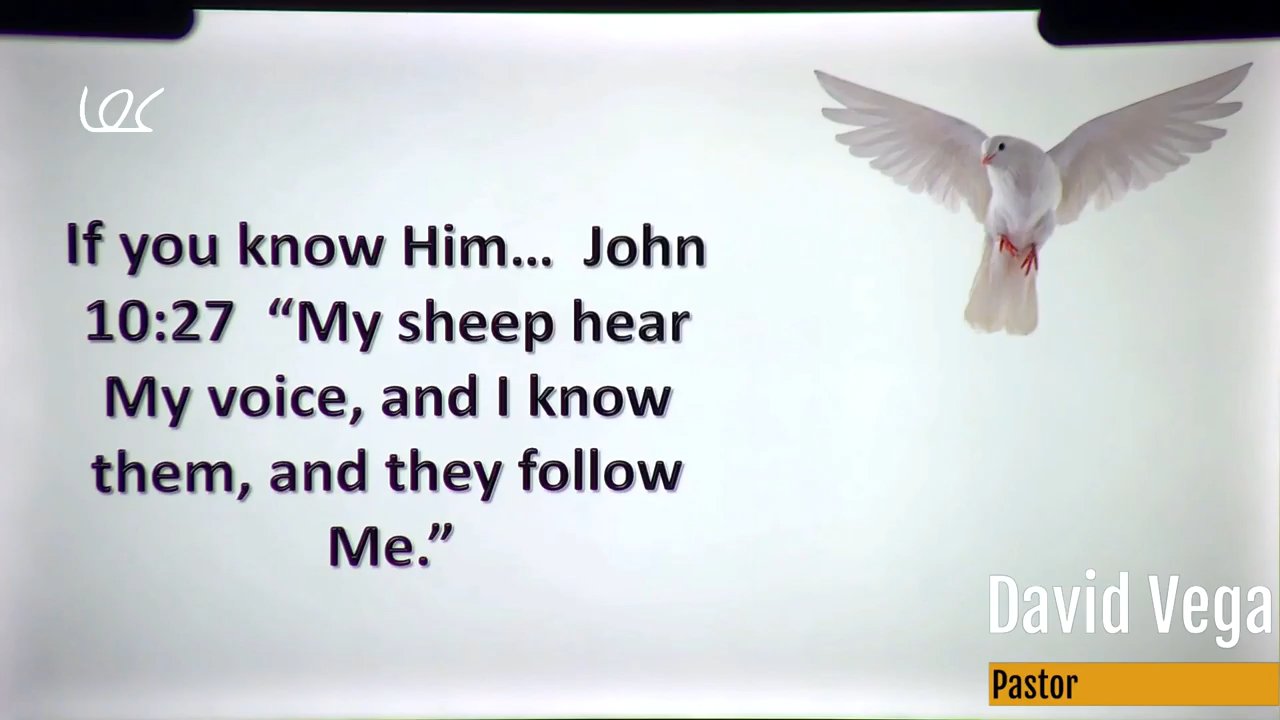 If you know Him... John
10:27 “My sheep hear
My voice, and I know
them, and they follow
Me.”
David Vega
Pastor